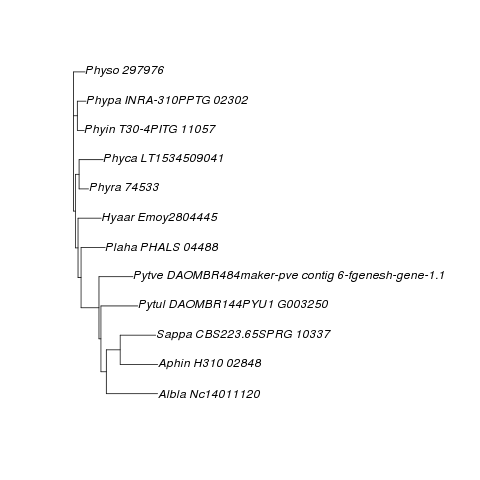 Physo 297976
Phypa INRA-310PPTG 02302
Phyin T30-4PITG 11057
Phyca LT1534509041
Phyra 74533
Hyaar Emoy2804445
Plaha PHALS 04488
Pytve DAOMBR484maker-pve contig 6-fgenesh-gene-1.1
Pytul DAOMBR144PYU1 G003250
Sappa CBS223.65SPRG 10337
Aphin H310 02848
Albla Nc14011120